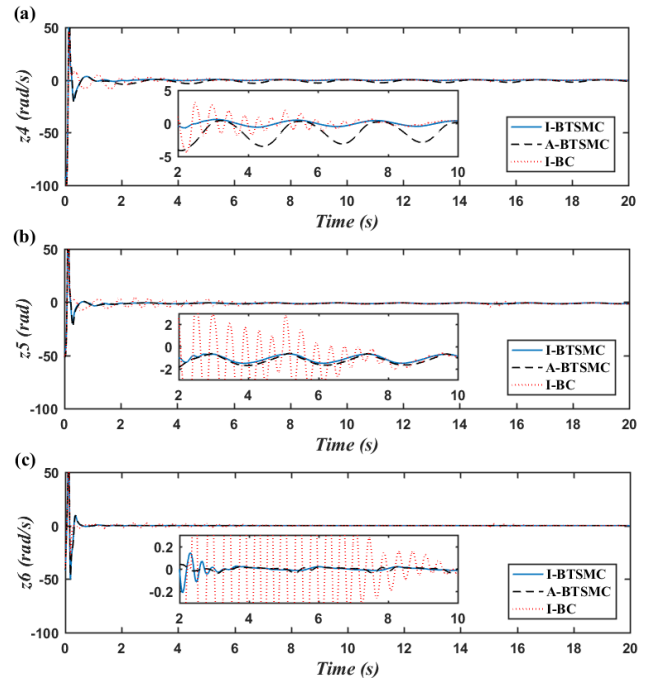 (a)
50
0
-50
-100
z4 (rad/s)
5
0
-5
2 4 6 8 10
I-BTSMC
A-BTSMC
I-BC
0 2 4 6 8 10 12 14 16 18 20
Time (s)
(b)
50
0
-50
-100
z5 (rad)
2
0
-2
2 4 6 8 10
I-BTSMC
A-BTSMC
I-BC
0 2 4 6 8 10 12 14 16 18 20
Time (s)
(c)
50
0
-50
-100
z6 (rad/s)
0.2
0
-0.2
2 4 6 8 10
I-BTSMC
A-BTSMC
I-BC
0 2 4 6 8 10 12 14 16 18 20
Time (s)